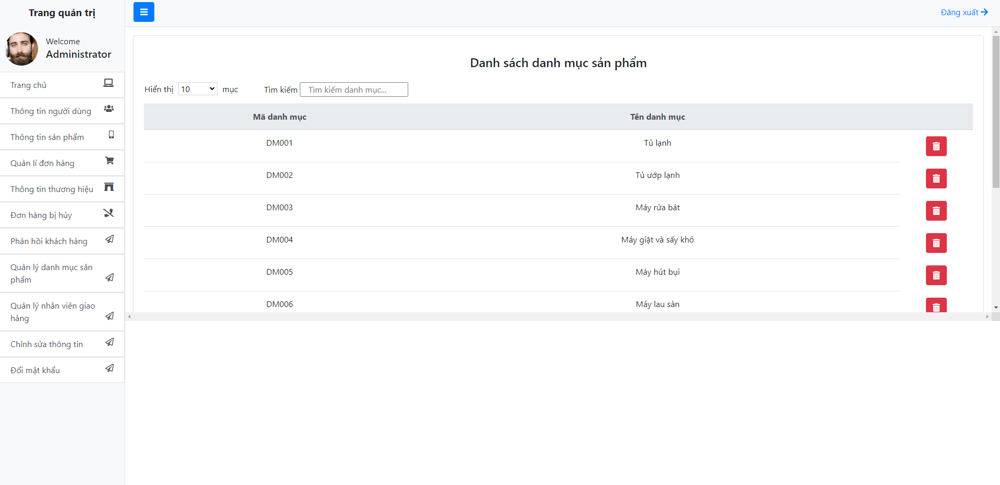 Trang quản trị
Đăng xuất
Welcome
Administrator
Trang chủ
Thông tin người dùng
Thông tin sản phẩm
Quản lí đơn hàng
Thông tin thương hiệu
Đơn hàng bị hủy
Phản hồi khách hàng
Quản lý danh mục sản
phẩm
Quản lý nhân viên giao
hàng
Chỉnh sửa thông tin
Đổi mật khẩu
Danh sách danh mục sản phẩm
Hiển thị 10 mục Tìm kiếm Tìm kiếm danh mục...
Mã danh mục Tên danh mục
DM001 Tủ lạnh
DM002 Tủ ướp lạnh
DM003 Máy rửa bát
DM004 Máy giặt và sấy khô
DM005 Máy hút bụi
DM006 Máy lau sàn